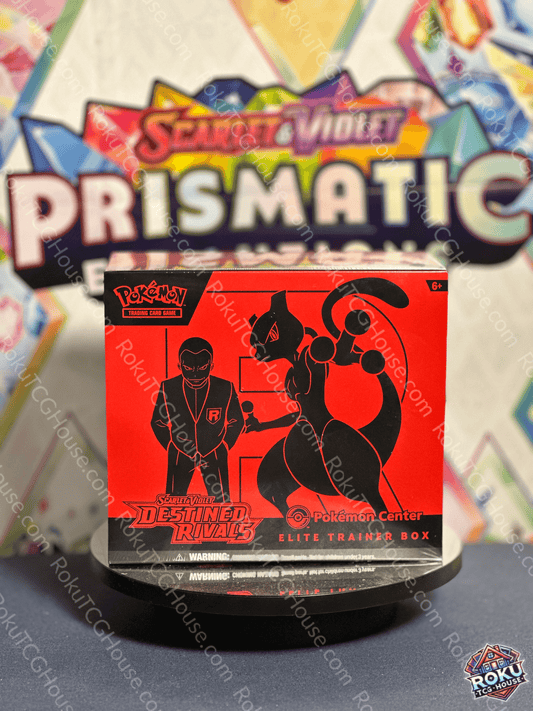 SCARLET & VIOLET
PRISMATIC
Pokémon
TRADING CARD GAME
6+
R
SCARLET & VIOLET
DESTINED
RIVALS
Pokémon Center
ELITE TRAINER BOX
WARNING:
RokuTCGHouse.com
ROKU
TCG-HOUSE